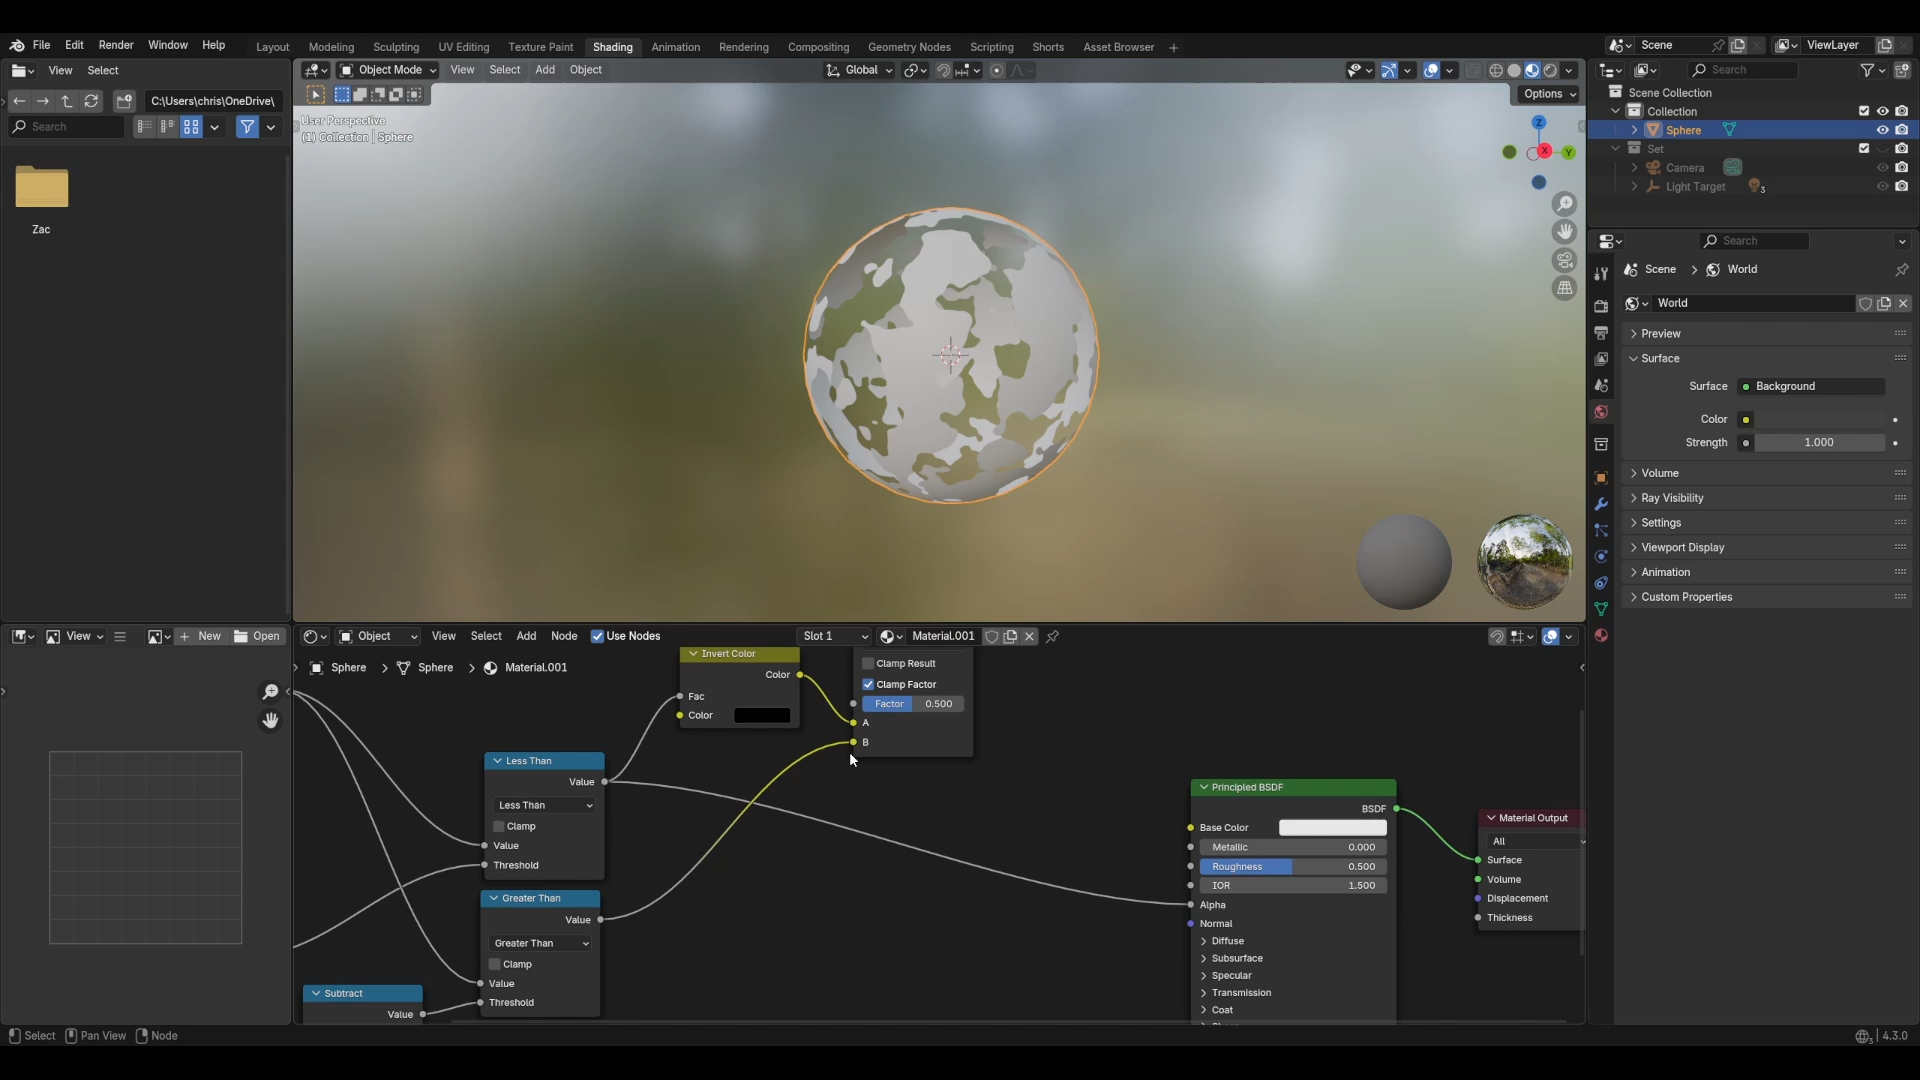 File Edit Render Window Help
Layout Modeling Sculpting UV Editing Texture Paint Shading Animation Rendering Compositing Geometry Nodes Scripting Shorts Asset Browser +
Scene
ViewLayer
View Select
Object Mode View Select Add Object
Global
Search
C:\Users\chris\OneDrive\
Search
Options
User Perspective
(1) Collection | Sphere
Zac
X
Y
Z
Scene Collection
Collection
Sphere
Set
Camera
Light Target
3
Search
Scene > World
World
Preview
Surface
Surface Background
Color
Strength 1.000
Volume
Ray Visibility
Settings
Viewport Display
Animation
Custom Properties
View
New
Open
Object View Select Add Node Use Nodes
Slot 1
Material.001
Sphere > Sphere > Material.001
Invert Color
Color
Fac
Color
Clamp Result
Clamp Factor
Factor 0.500
A
B
Less Than
Value
Less Than
Clamp
Value
Threshold
Greater Than
Value
Greater Than
Clamp
Value
Threshold
Subtract
Value
Principled BSDF
BSDF
Base Color
Metallic 0.000
Roughness 0.500
IOR 1.500
Alpha
Normal
Diffuse
Subsurface
Specular
Transmission
Coat
Material Output
All
Surface
Volume
Displacement
Thickness
Select Pan View Node
4.3.0